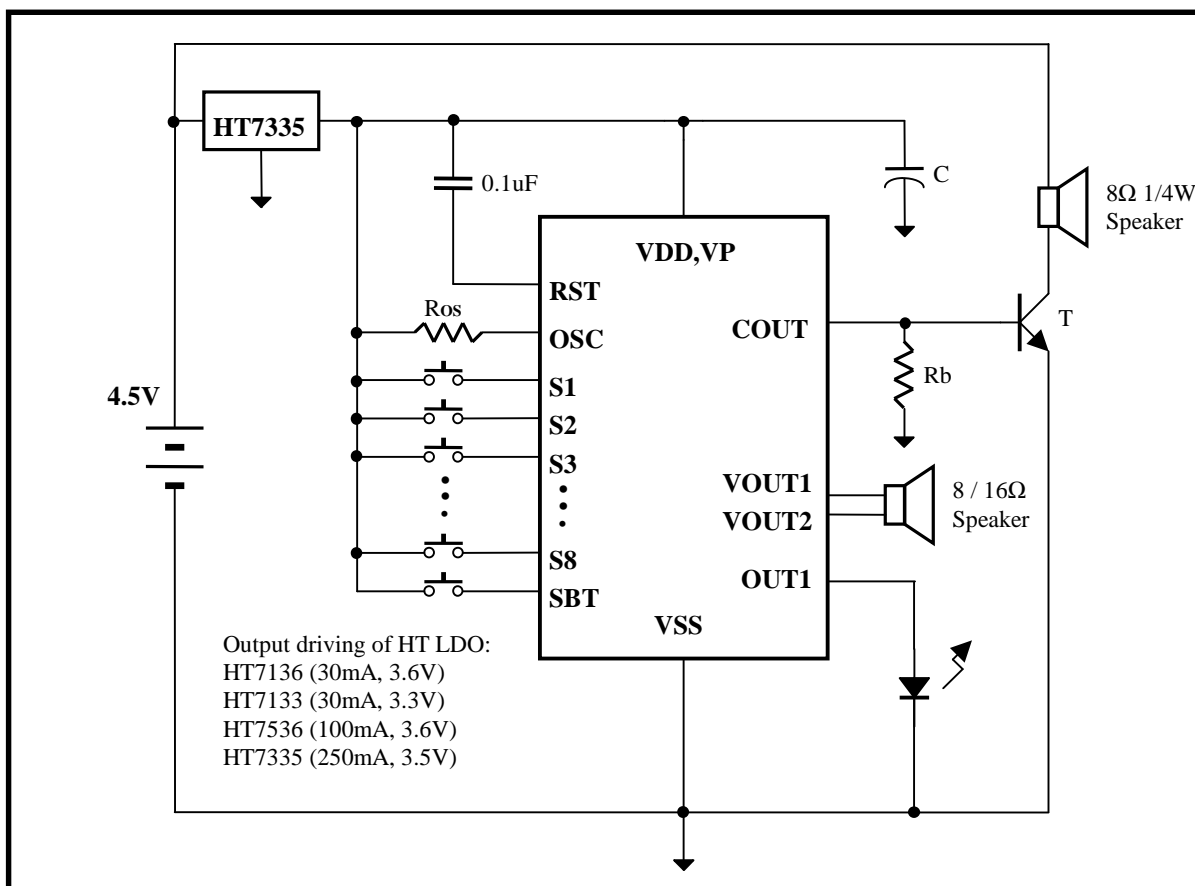 HT7335
0.1uF
C
8Ω 1/4W
Speaker
VDD,VP
RST
Ros
OSC
COUT
T
4.5V
S1
Rb
S2
S3
VOUT1
VOUT2
8 / 16Ω
Speaker
S8
OUT1
SBT
VSS
Output driving of HT LDO:
HT7136 (30mA, 3.6V)
HT7133 (30mA, 3.3V)
HT7536 (100mA, 3.6V)
HT7335 (250mA, 3.5V)